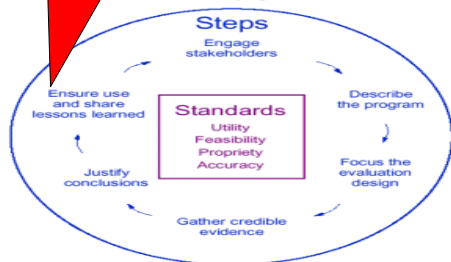 Steps
Engage
stakeholders
Describe
the program
Focus the
evaluation
design
Gather credible
evidence
Justify
conclusions
Ensure use
and share
lessons learned
Standards
Utility
Feasibility
Propriety
Accuracy